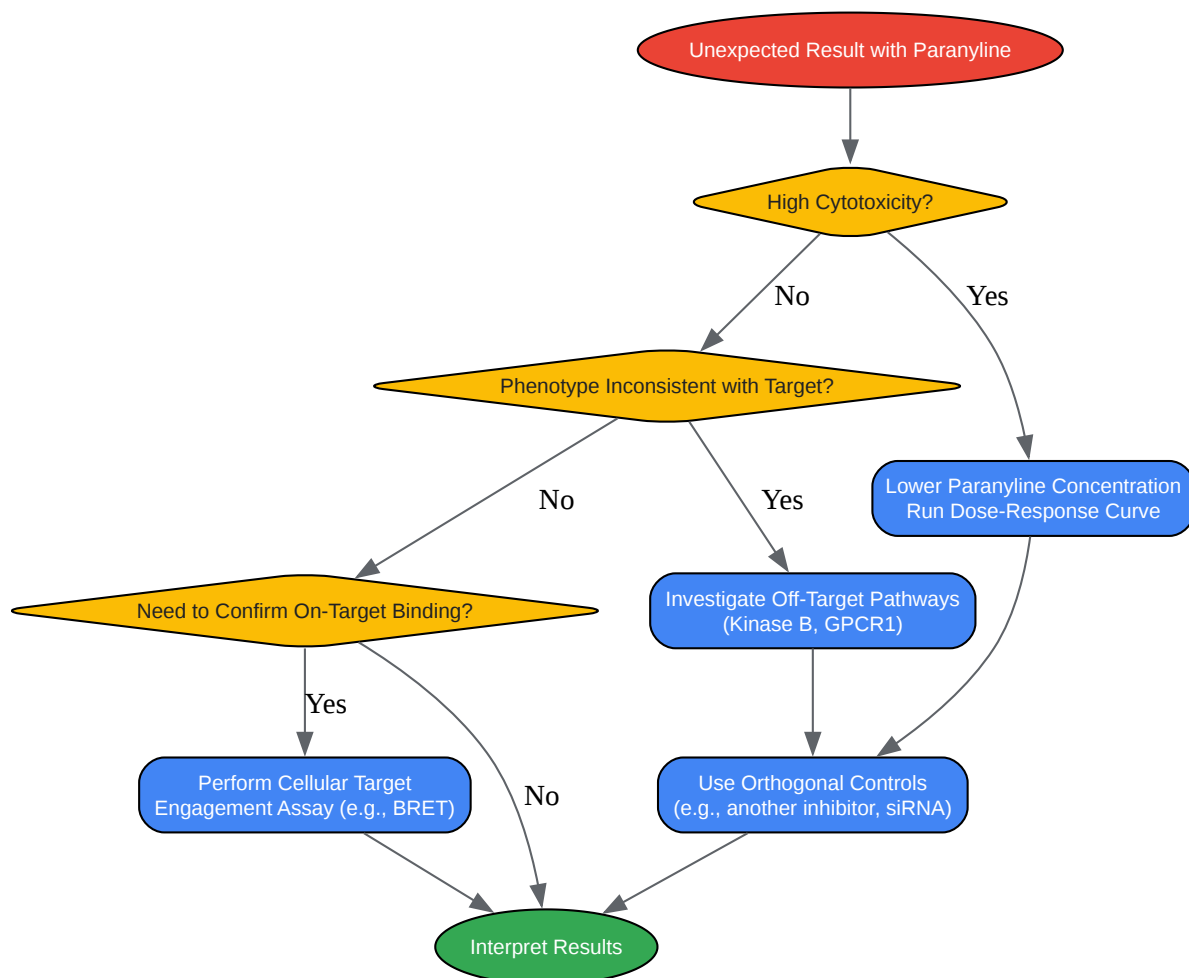 Unexpected Result with Paranyline
High Cytotoxicity?
No
Yes
Phenotype Inconsistent with Target?
Lower Paranyline Concentration
Run Dose-Response Curve
No
Yes
Need to Confirm On-Target Binding?
Investigate Off-Target Pathways
(Kinase B, GPCR1)
Yes
No
Perform Cellular Target
Engagement Assay (e.g., BRET)
Use Orthogonal Controls
(e.g., another inhibitor, siRNA)
Interpret Results